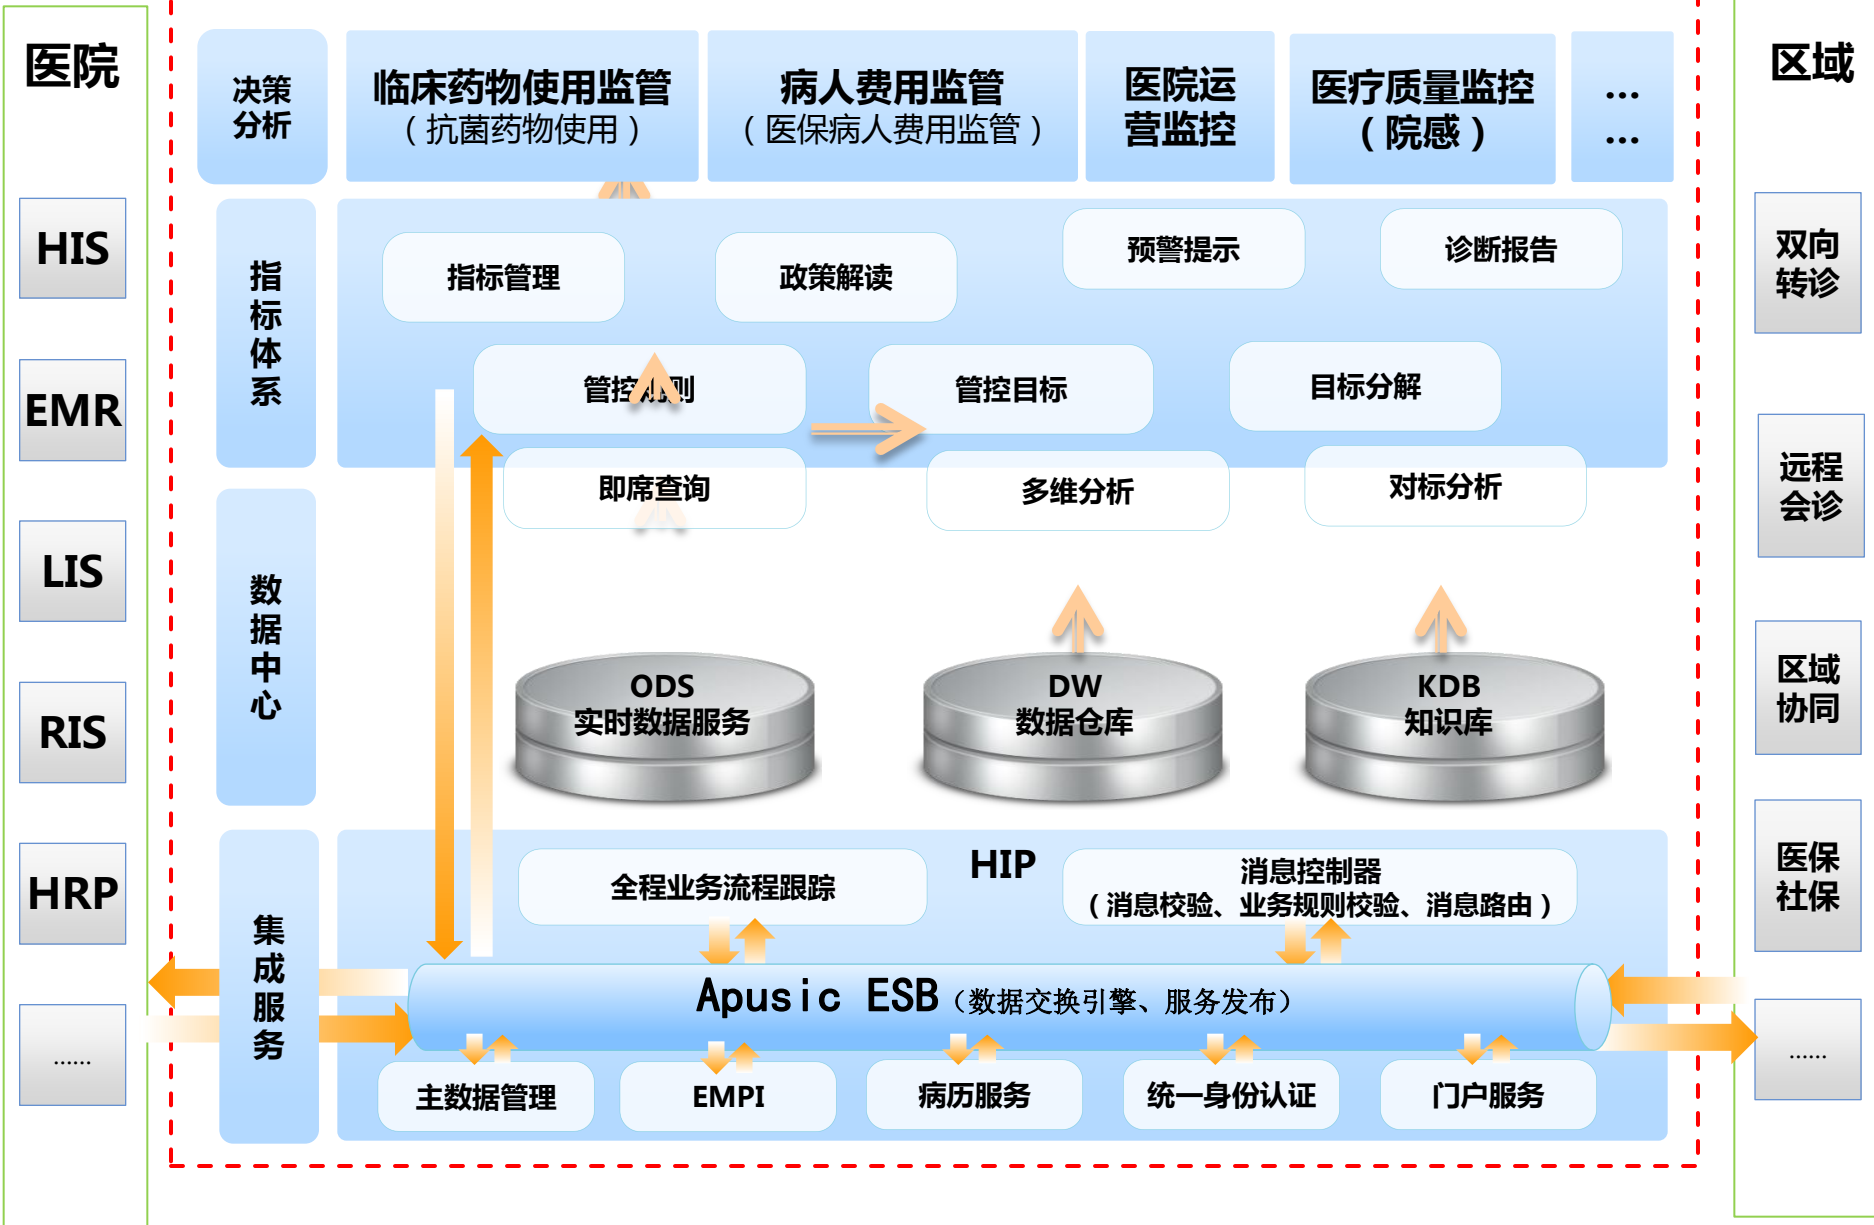 医院
HIS
EMR
LIS
RIS
HRP
......
决策
分析
临床药物使用监管
（抗菌药物使用）
病人费用监管
（医保病人费用监管）
医院运
营监控
医疗质量监控
（院感）
...
...
指
标
体
系
指标管理
政策解读
预警提示
诊断报告
管控规则
管控目标
目标分解
即席查询
多维分析
对标分析
数
据
中
心
ODS
实时数据服务
DW
数据仓库
KDB
知识库
集
成
服
务
HIP
全程业务流程跟踪
消息控制器
（消息校验、业务规则校验、消息路由）
Apusic ESB（数据交换引擎、服务发布）
主数据管理
EMPI
病历服务
统一身份认证
门户服务
区域
双向
转诊
远程
会诊
区域
协同
医保
社保
......